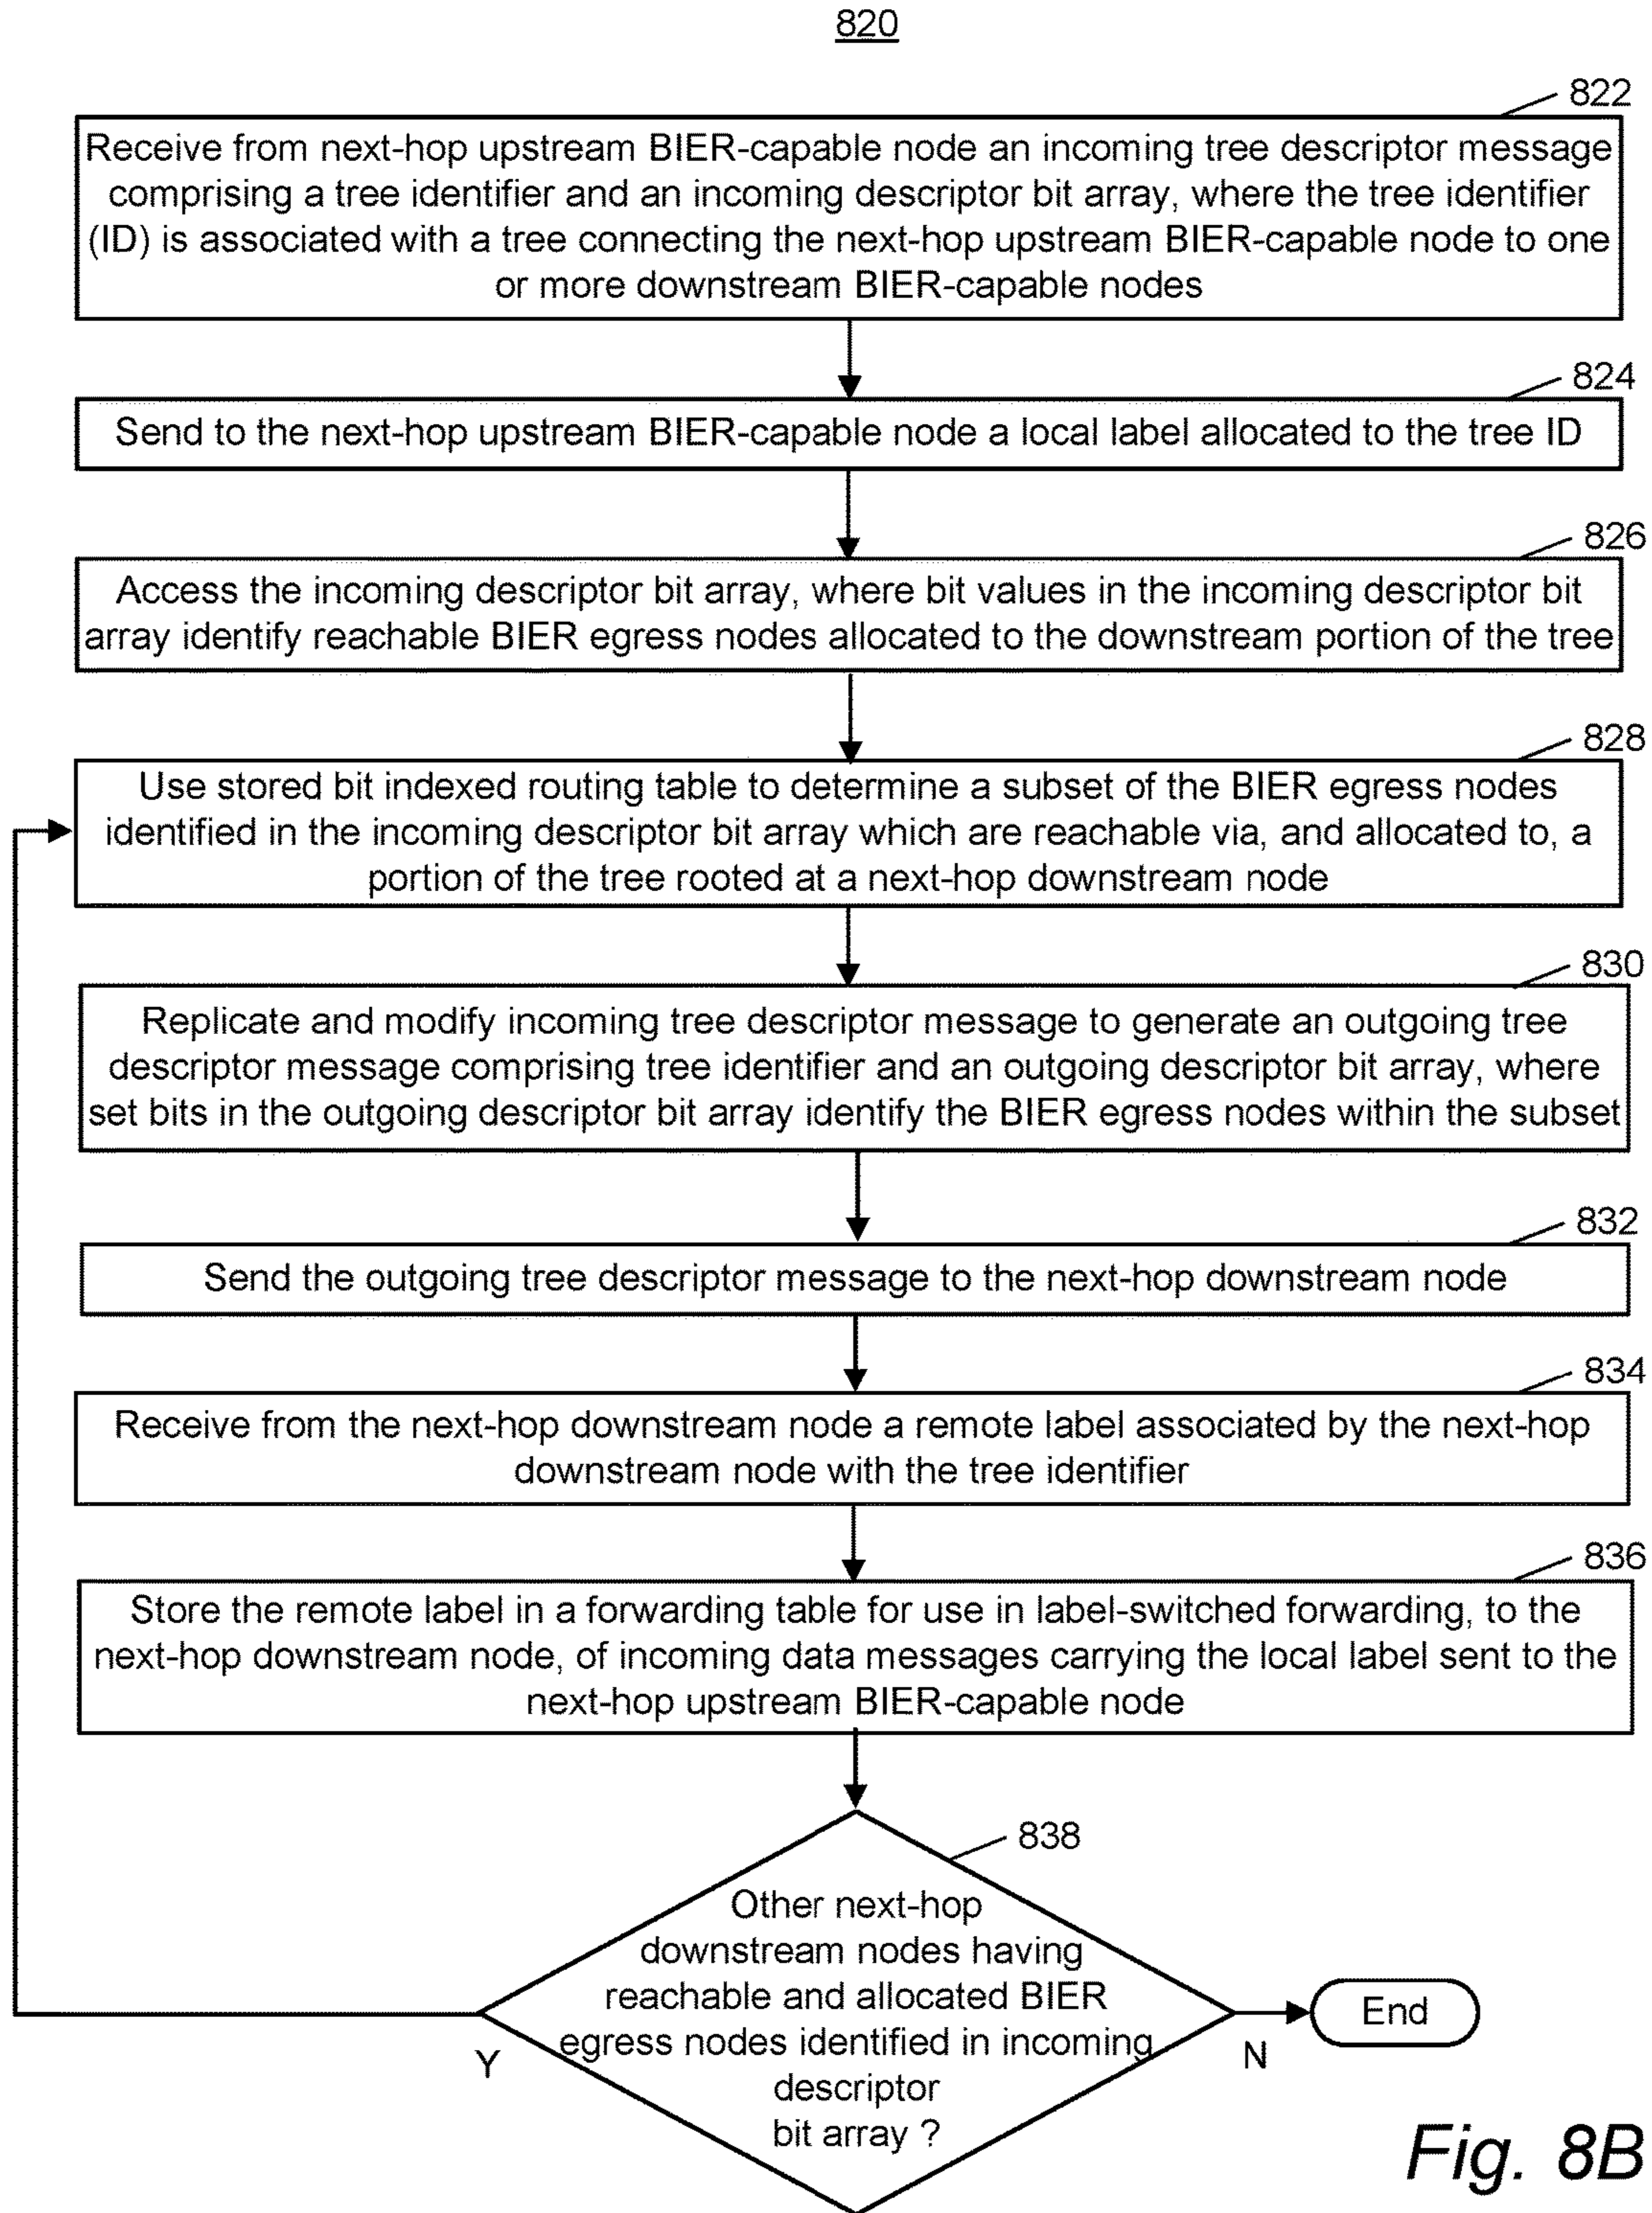 820
822
Receive from next-hop upstream BIER-capable node an incoming tree descriptor message
comprising a tree identifier and an incoming descriptor bit array, where the tree identifier
(ID) is associated with a tree connecting the next-hop upstream BIER-capable node to one
or more downstream BIER-capable nodes
824
Send to the next-hop upstream BIER-capable node a local label allocated to the tree ID
826
Access the incoming descriptor bit array, where bit values in the incoming descriptor bit
array identify reachable BIER egress nodes allocated to the downstream portion of the tree
828
Use stored bit indexed routing table to determine a subset of the BIER egress nodes
identified in the incoming descriptor bit array which are reachable via, and allocated to, a
portion of the tree rooted at a next-hop downstream node
830
Replicate and modify incoming tree descriptor message to generate an outgoing tree
descriptor message comprising tree identifier and an outgoing descriptor bit array, where
set bits in the outgoing descriptor bit array identify the BIER egress nodes within the subset
832
Send the outgoing tree descriptor message to the next-hop downstream node
834
Receive from the next-hop downstream node a remote label associated by the next-hop
downstream node with the tree identifier
836
Store the remote label in a forwarding table for use in label-switched forwarding, to the
next-hop downstream node, of incoming data messages carrying the local label sent to the
next-hop upstream BIER-capable node
838
Other next-hop
downstream nodes having
reachable and allocated BIER
egress nodes identified in incoming
descriptor
bit array ?
Y
N
End
Fig. 8B